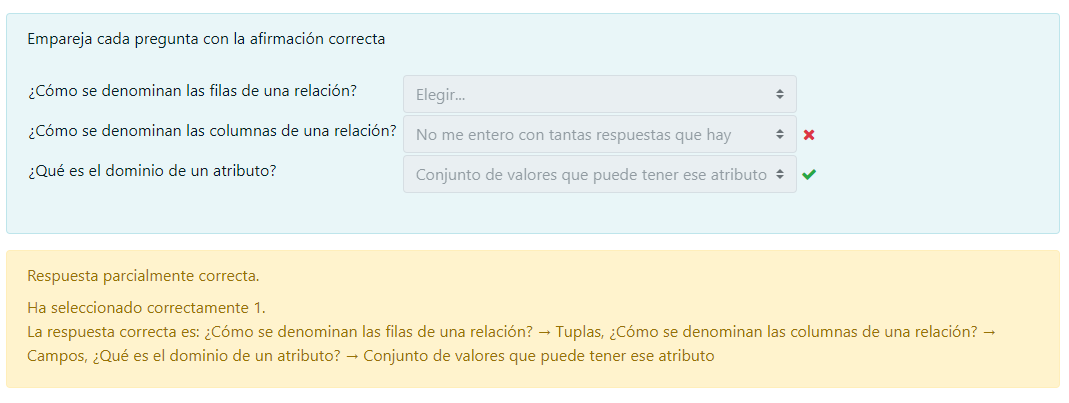 Empareja cada pregunta con la afirmación correcta
¿Cómo se denominan las filas de una relación?
Elegir...
¿Cómo se denominan las columnas de una relación?
No me entero con tantas respuestas que hay
¿Qué es el dominio de un atributo?
Conjunto de valores que puede tener ese atributo
Respuesta parcialmente correcta.
Ha seleccionado correctamente 1.
La respuesta correcta es: ¿Cómo se denominan las filas de una relación? → Tuplas, ¿Cómo se denominan las columnas de una relación? →
Campos, ¿Qué es el dominio de un atributo? → Conjunto de valores que puede tener ese atributo